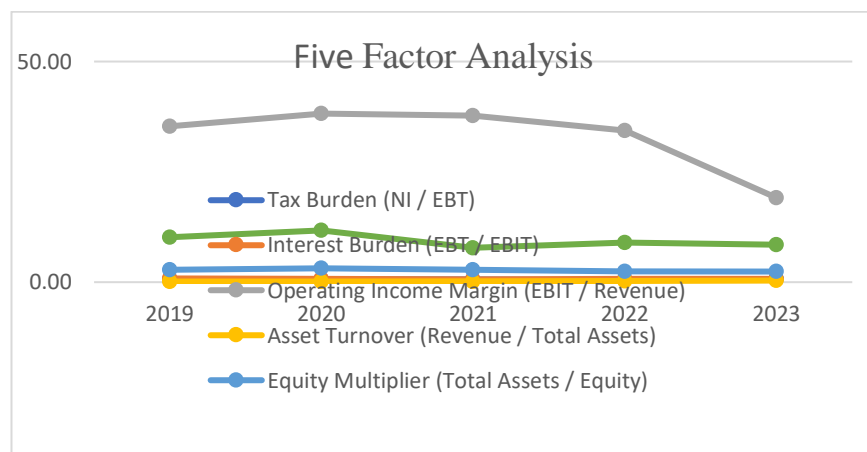 Five Factor Analysis
50.00
Tax Burden (NI / EBT)
Interest Burden (EBT / EBIT)
0.00
Operating Income Margin (EBIT / Revenue)
2019 2020 2021 2022 2023
Asset Turnover (Revenue / Total Assets)
Equity Multiplier (Total Assets / Equity)